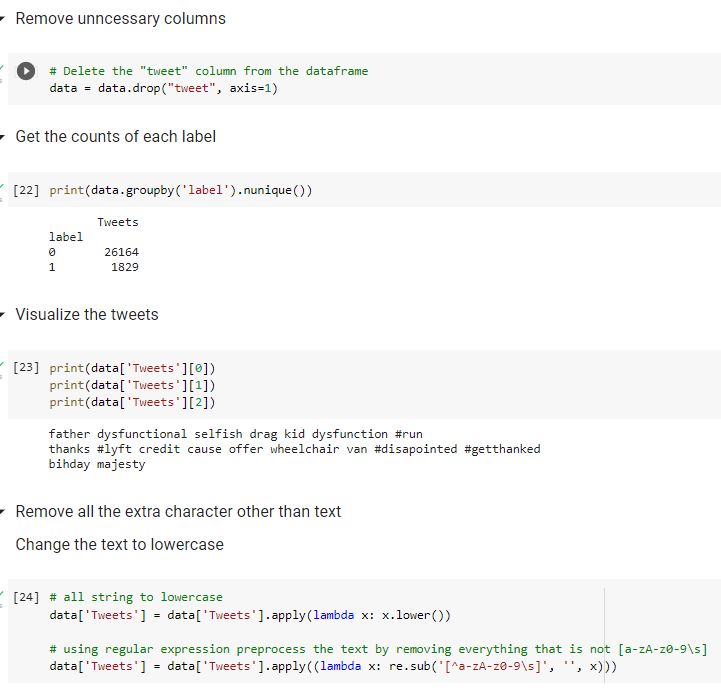 Remove unncessary columns
# Delete the "tweet" column from the dataframe
data = data.drop("tweet", axis=1)
Get the counts of each label
[22] print(data.groupby('label').nunique())
Tweets
label
0 26164
1 1829
Visualize the tweets
[23] print(data['Tweets'][0])
print(data['Tweets'][1])
print(data['Tweets'][2])
father dysfunctional selfish drag kid dysfunction #run
thanks #lyft credit cause offer wheelchair van #disapointed #getthanked
bihday majesty
Remove all the extra character other than text
Change the text to lowercase
[24] # all string to lowercase
data['Tweets'] = data['Tweets'].apply(lambda x: x.lower())
# using regular expression preprocess the text by removing everything that is not [a-zA-z0-9\s]
data['Tweets'] = data['Tweets'].apply((lambda x: re.sub('[^a-zA-z0-9\s]', '', x)))